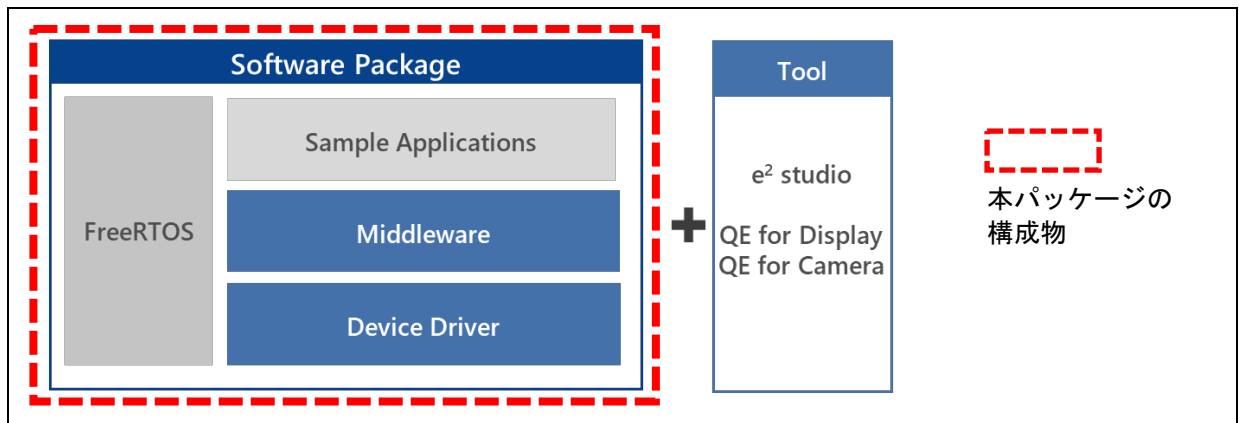 Software Package
FreeRTOS
Sample Applications
Middleware
Device Driver
Tool
e² studio
QE for Display
QE for Camera
本パッケージの
構成物